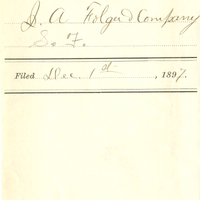 J. A Folger & Company
S. F.
Filed Dec. 1st, 1897.